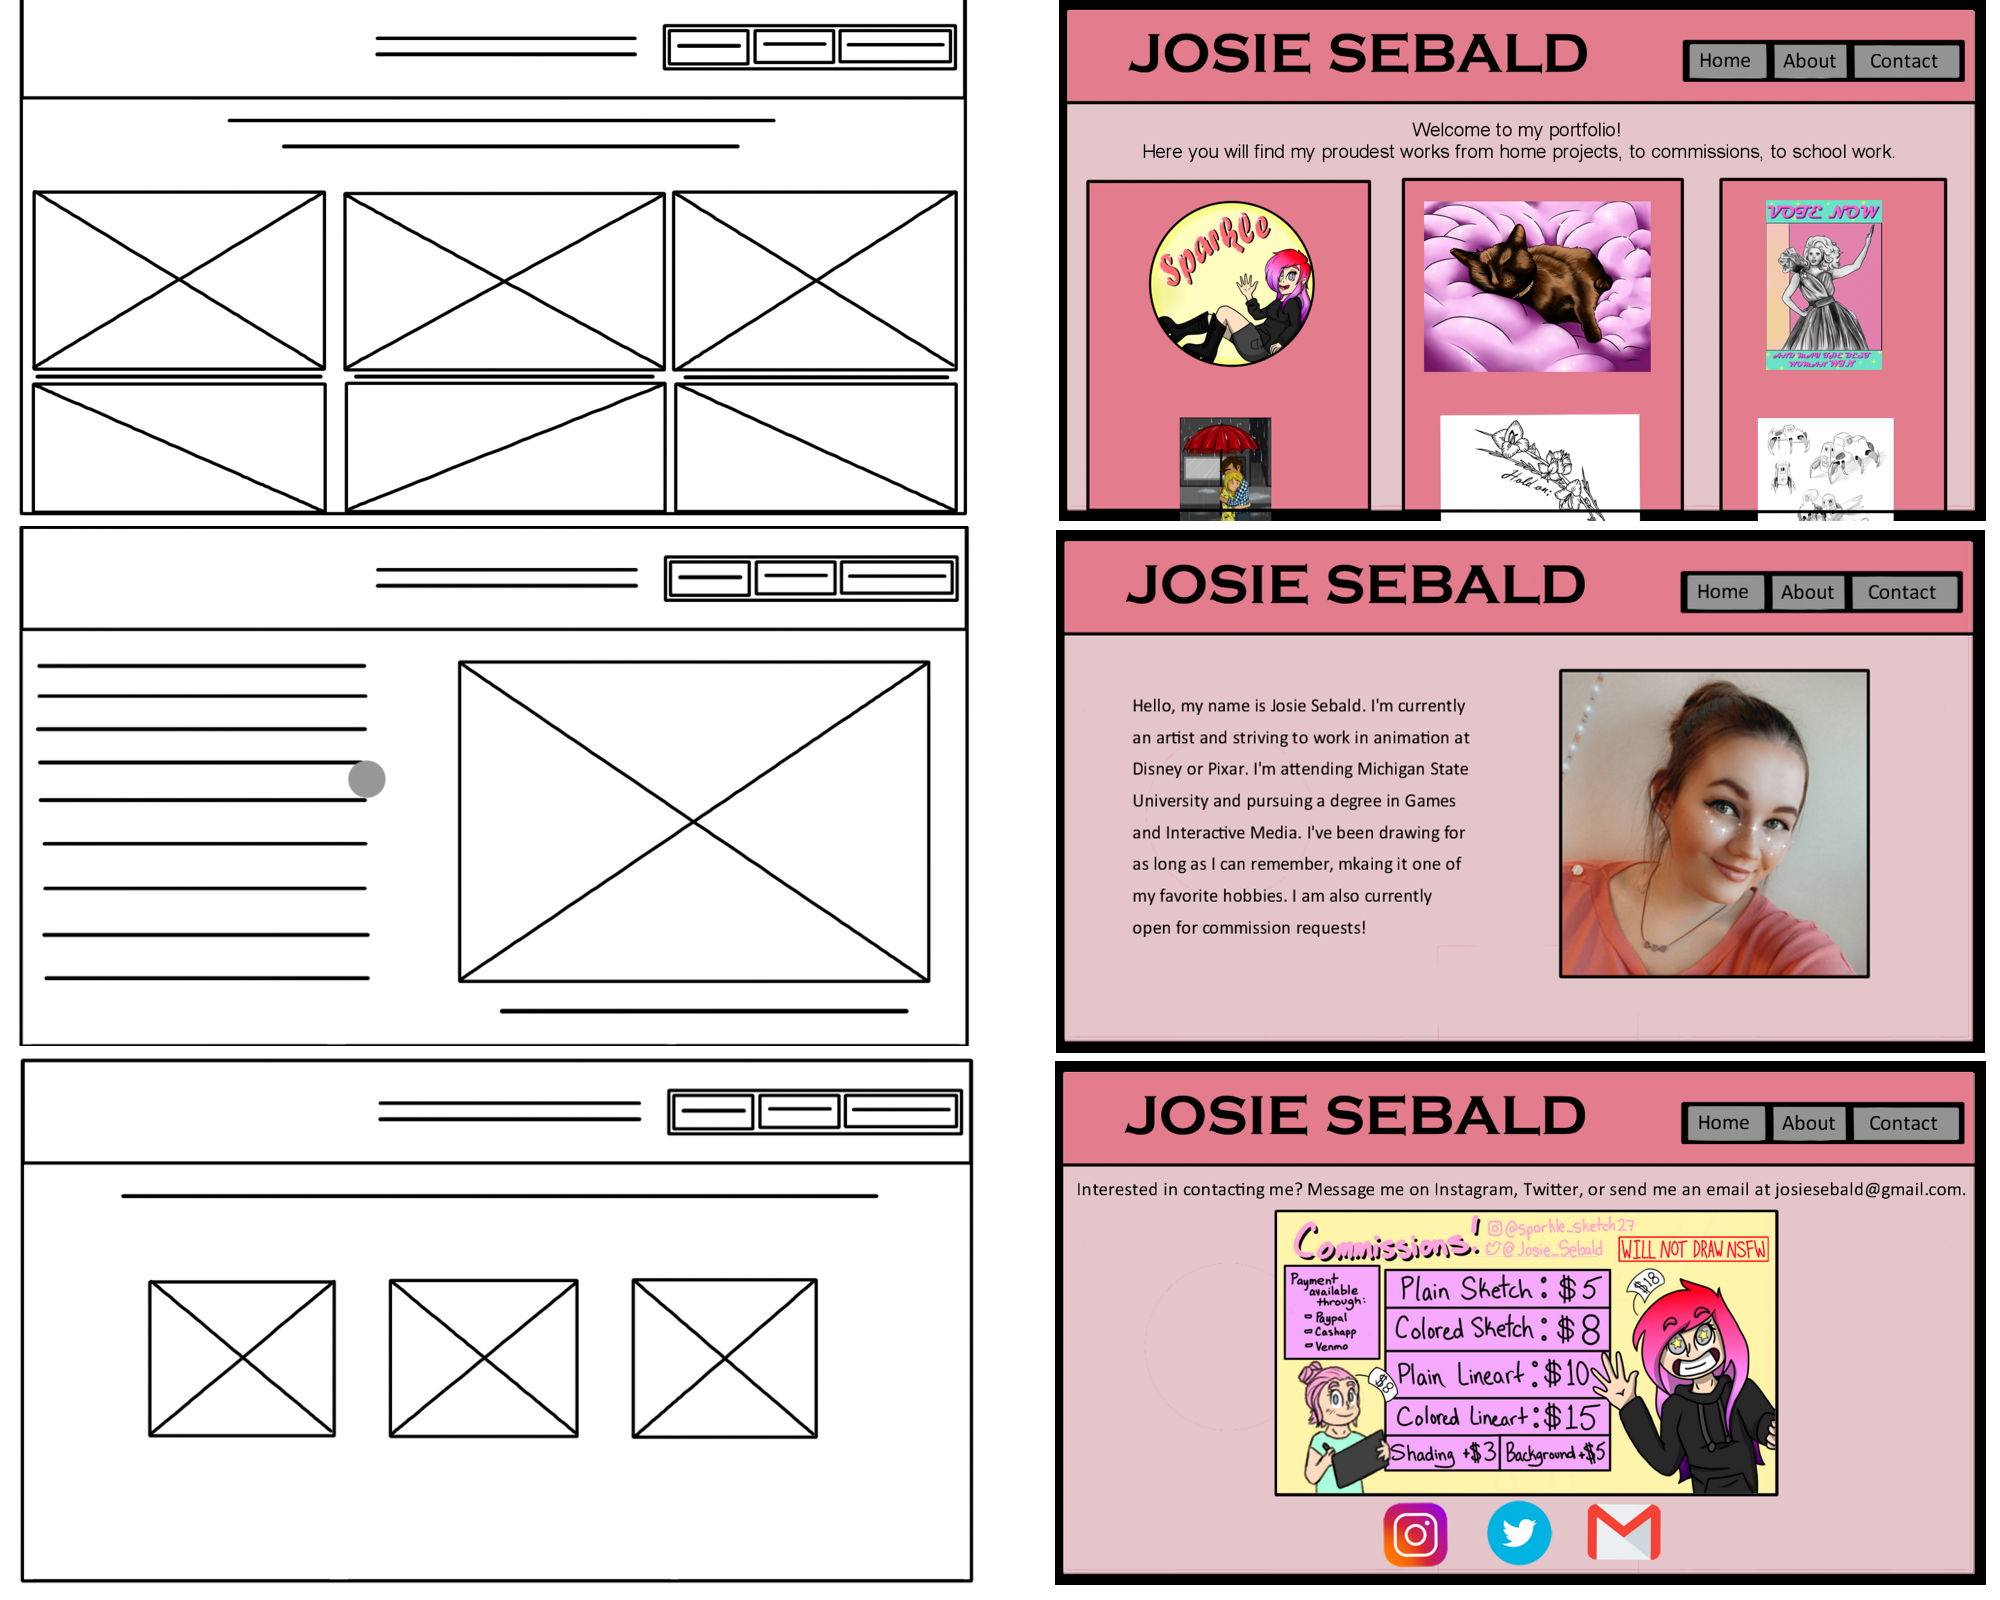 JOSIE SEBALD
Home About Contact
Welcome to my portfolio!
Here you will find my proudest works from home projects, to commissions, to school work.
Sparkle
VOTE NOW
AND MAY THE BEST
WOMAN WIN
Hold on;
JOSIE SEBALD
Home About Contact
Hello, my name is Josie Sebald. I'm currently
an artist and striving to work in animation at
Disney or Pixar. I'm attending Michigan State
University and pursuing a degree in Games
and Interactive Media. I've been drawing for
as long as I can remember, mkaing it one of
my favorite hobbies. I am also currently
open for commission requests!
JOSIE SEBALD
Home About Contact
Interested in contacting me? Message me on Instagram, Twitter, or send me an email at josiesebald@gmail.com.
Commissions!
@sparkle_sketch27
@Josie_Sebald
WILL NOT DRAW NSFW
Payment
available
through:
- Paypal
- Cashapp
- Venmo
Plain Sketch: $5
Colored Sketch: $8
Plain Lineart: $10
Colored Lineart: $15
Shading +$3
Background +$5
$8
$18